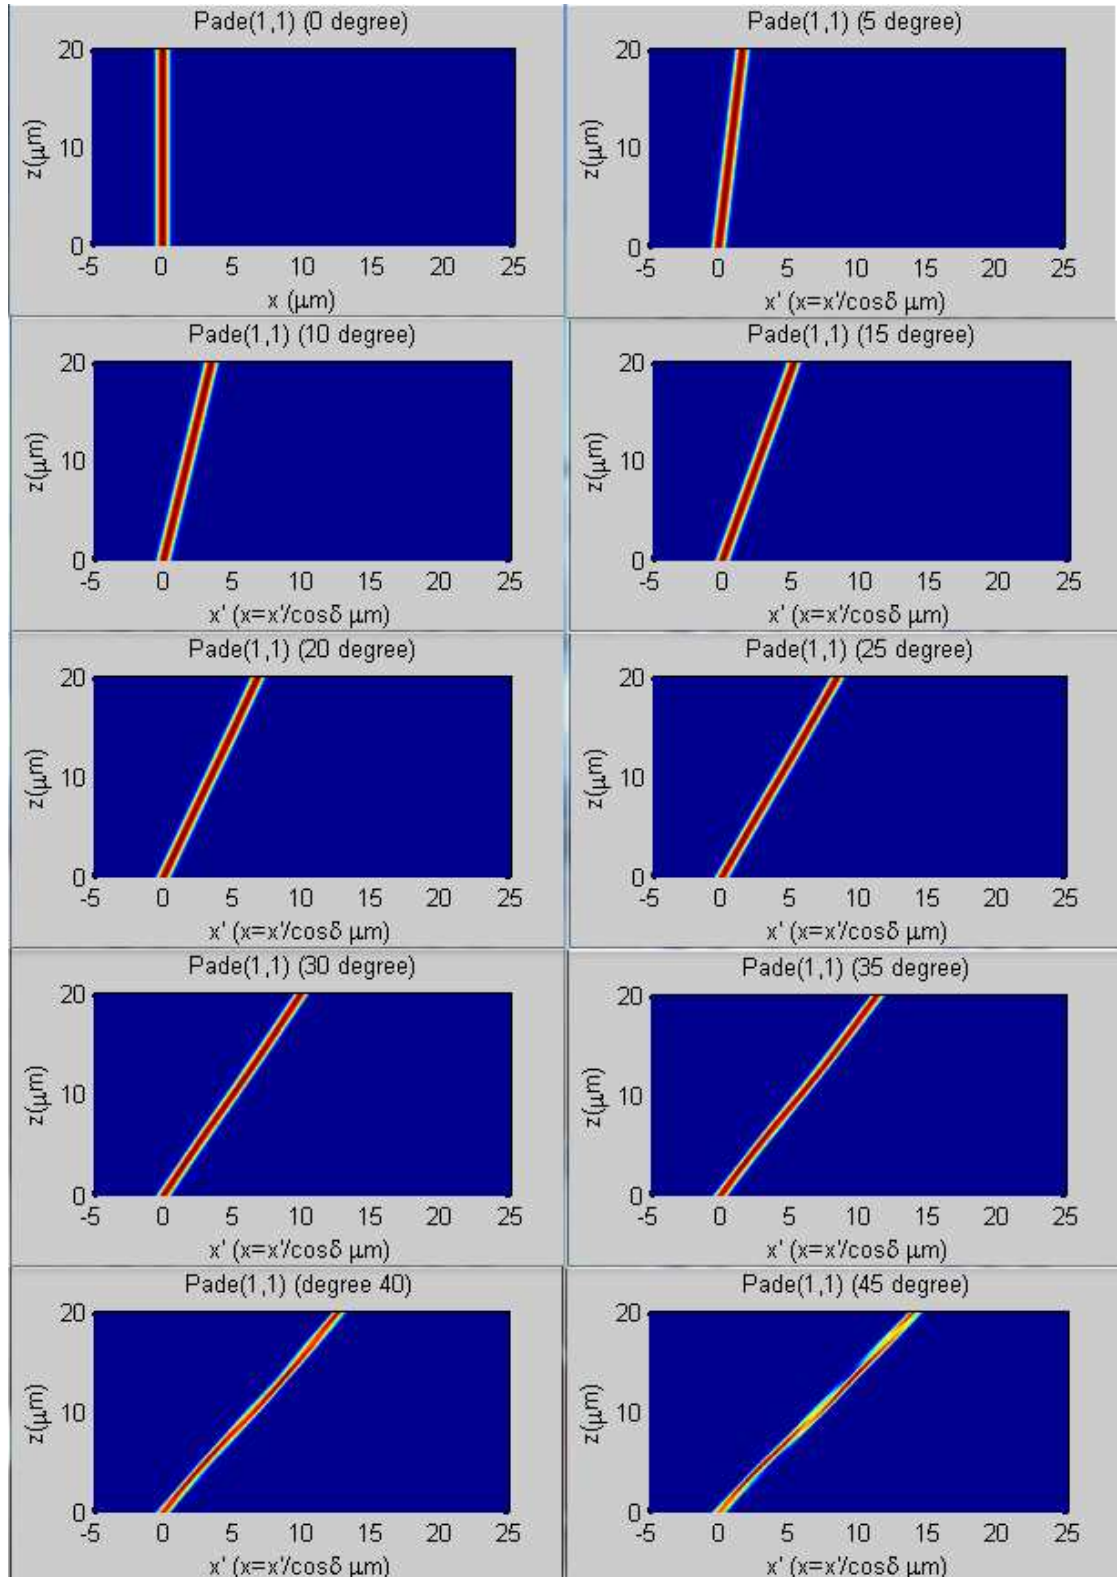 Pade(1,1) (0 degree)
20
10
0
z(μm)
-5 0 5 10 15 20 25
x (μm)
Pade(1,1) (5 degree)
20
10
0
z(μm)
-5 0 5 10 15 20 25
x' (x=x'/cosδ μm)
Pade(1,1) (10 degree)
20
10
0
z(μm)
-5 0 5 10 15 20 25
x' (x=x'/cosδ μm)
Pade(1,1) (15 degree)
20
10
0
z(μm)
-5 0 5 10 15 20 25
x' (x=x'/cosδ μm)
Pade(1,1) (20 degree)
20
10
0
z(μm)
-5 0 5 10 15 20 25
x' (x=x'/cosδ μm)
Pade(1,1) (25 degree)
20
10
0
z(μm)
-5 0 5 10 15 20 25
x' (x=x'/cosδ μm)
Pade(1,1) (30 degree)
20
10
0
z(μm)
-5 0 5 10 15 20 25
x' (x=x'/cosδ μm)
Pade(1,1) (35 degree)
20
10
0
z(μm)
-5 0 5 10 15 20 25
x' (x=x'/cosδ μm)
Pade(1,1) (degree 40)
20
10
0
z(μm)
-5 0 5 10 15 20 25
x' (x=x'/cosδ μm)
Pade(1,1) (45 degree)
20
10
0
z(μm)
-5 0 5 10 15 20 25
x' (x=x'/cosδ μm)